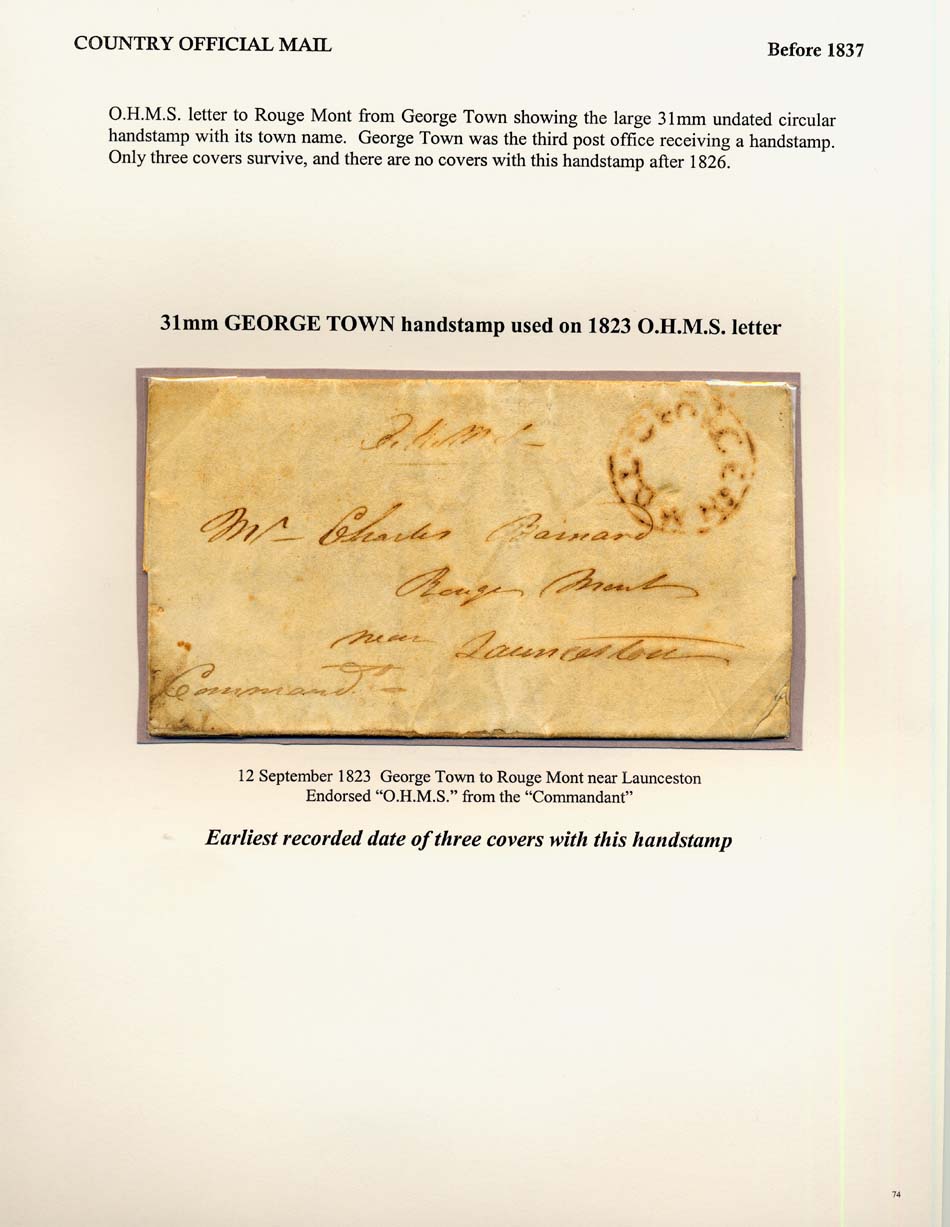 COUNTRY OFFICIAL MAIL
Before 1837
O.H.M.S. letter to Rouge Mont from George Town showing the large 31mm undated circular
handstamp with its town name. George Town was the third post office receiving a handstamp.
Only three covers survive, and there are no covers with this handstamp after 1826.
31mm GEORGE TOWN handstamp used on 1823 O.H.M.S. letter
O.H.M.S.
Mr Charles Barnard
Rouge Mont
near Launceston
Command.t
12 September 1823 George Town to Rouge Mont near Launceston
Endorsed “O.H.M.S.” from the “Commandant”
Earliest recorded date of three covers with this handstamp
74